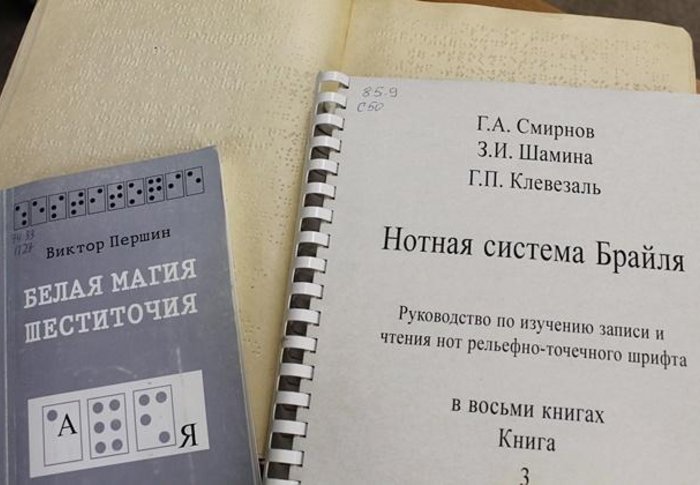 85.9
С50
Г.А. Смирнов
З.И. Шамина
Г.П. Клевезаль
Нотная система Брайля
Руководство по изучению записи и
чтения нот рельефно-точечного шрифта
в восьми книгах
Книга
3
Виктор Першин
БЕЛАЯ МАГИЯ
ШЕСТИТОЧИЯ
А
Я